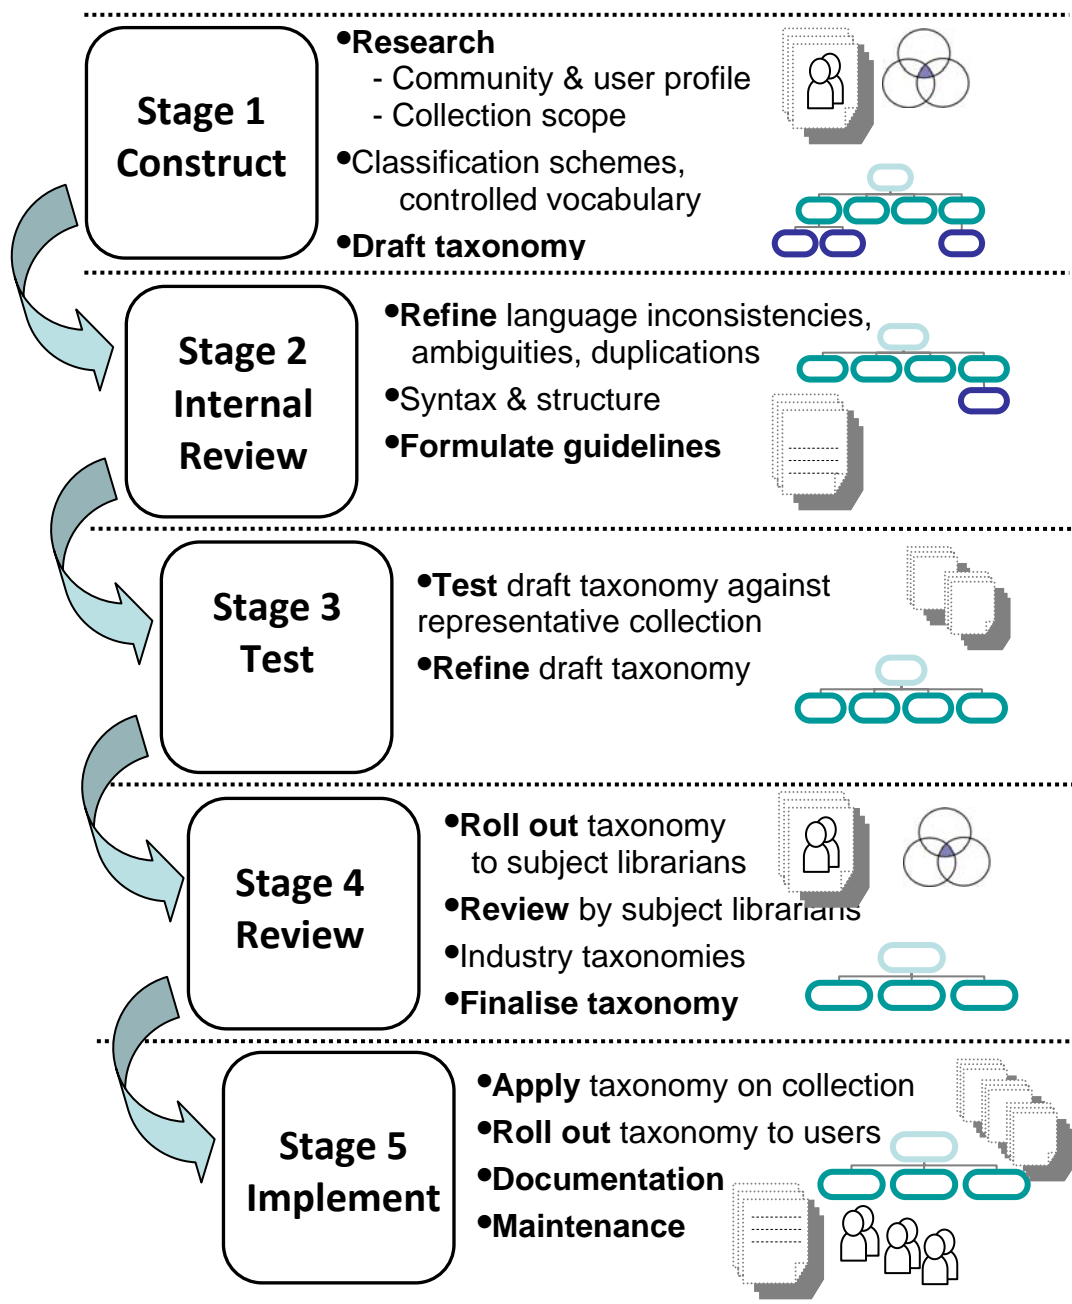 Stage 1
Construct
•Research
- Community & user profile
- Collection scope
•Classification schemes,
controlled vocabulary
•Draft taxonomy
Stage 2
Internal
Review
•Refine language inconsistencies,
ambiguities, duplications
•Syntax & structure
•Formulate guidelines
Stage 3
Test
•Test draft taxonomy against
representative collection
•Refine draft taxonomy
Stage 4
Review
•Roll out taxonomy
to subject librarians
•Review by subject librarians
•Industry taxonomies
•Finalise taxonomy
Stage 5
Implement
•Apply taxonomy on collection
•Roll out taxonomy to users
•Documentation
•Maintenance